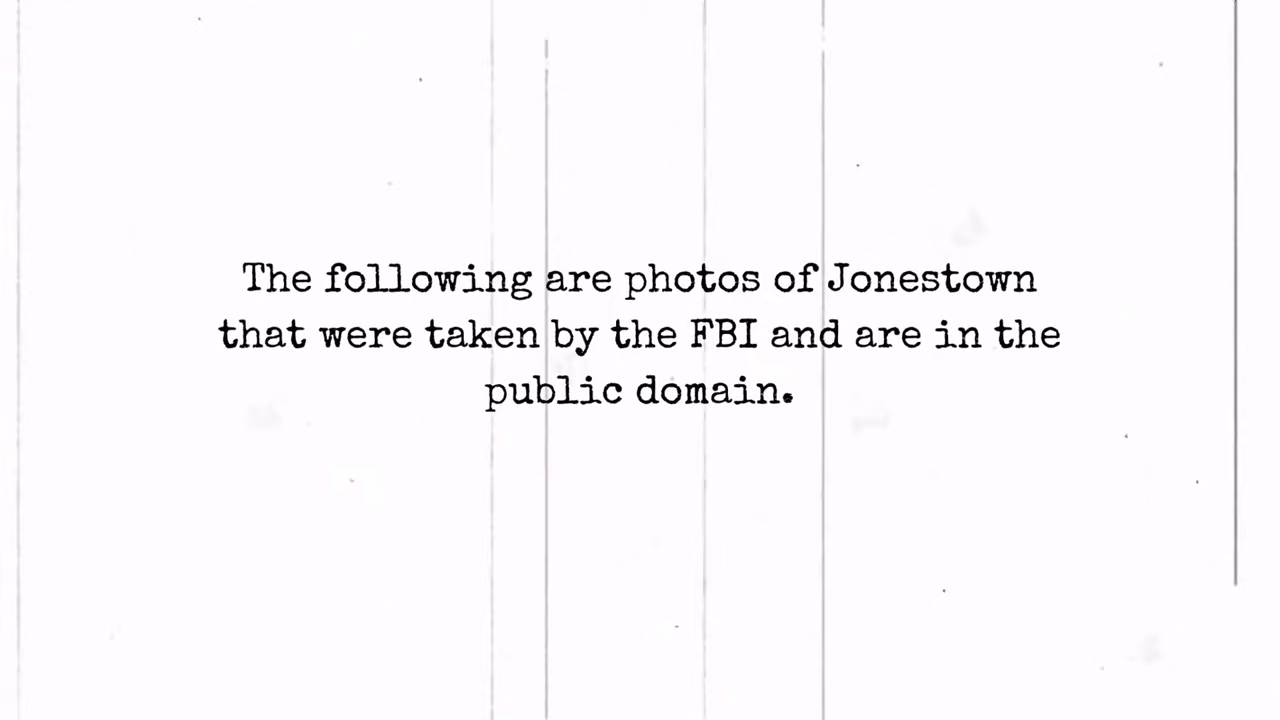 The following are photos of Jonestown
that were taken by the FBI and are in the
public domain.